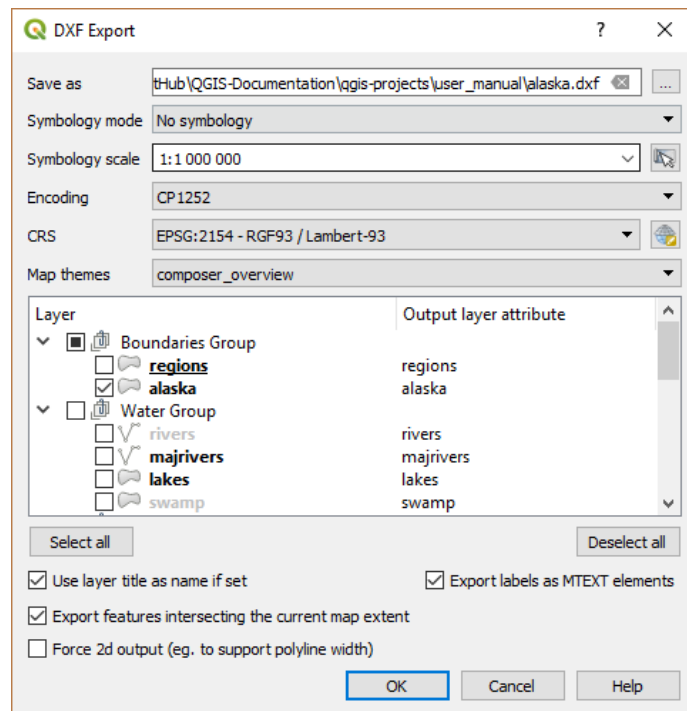 DXF Export ?
Save as tHub\QGIS-Documentation\qgis-projects\user_manual\alaska.dxf ...
Symbology mode No symbology
Symbology scale 1:1 000 000
Encoding CP1252
CRS EPSG:2154 - RGF93 / Lambert-93
Map themes composer_overview
Layer Output layer attribute
Boundaries Group
regions regions
alaska alaska
Water Group
rivers rivers
majrivers majrivers
lakes lakes
swamp swamp
Select all Deselect all
Use layer title as name if set Export labels as MTEXT elements
Export features intersecting the current map extent
Force 2d output (eg. to support polyline width)
OK Cancel Help